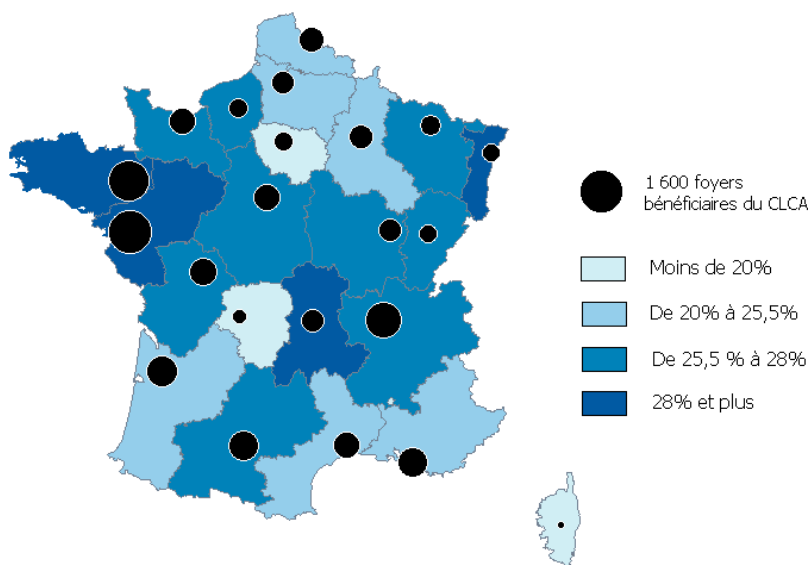 1 600 foyers
bénéficiaires du CLCA
Moins de 20%
De 20% à 25,5%
De 25,5 % à 28%
28% et plus